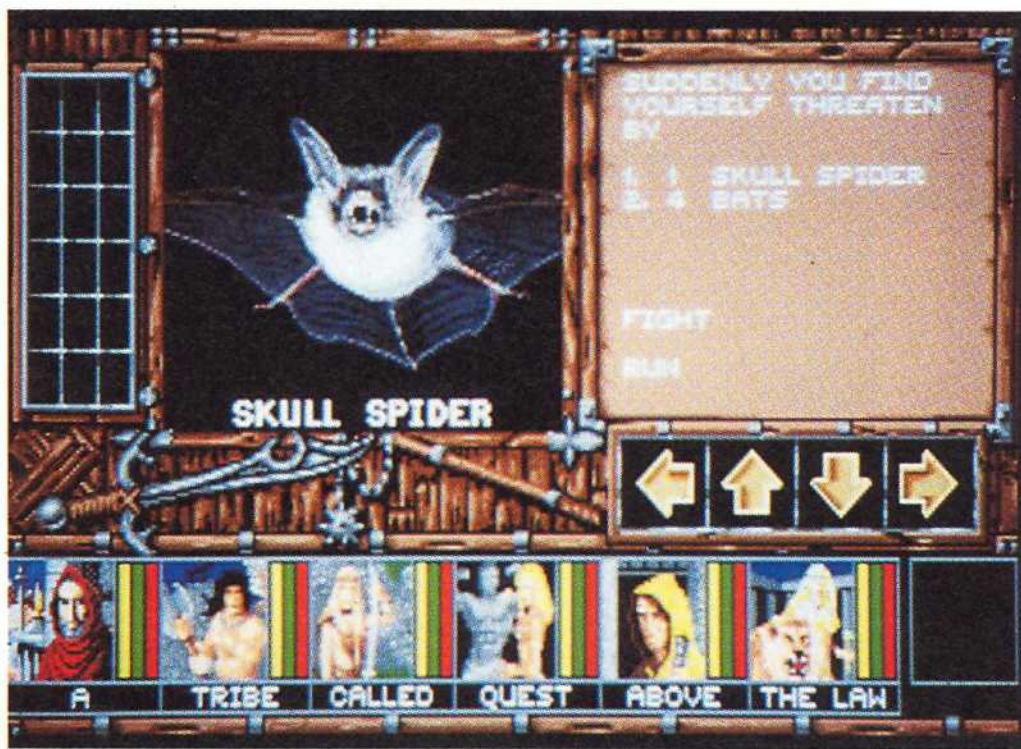 SUDDENLY YOU FIND
YOURSELF THREATEN
BY
1. 1 SKULL SPIDER
2. 4 BATS
FIGHT
RUN
SKULL SPIDER
A
TRIBE
CALLED
QUEST
ABOVE
THE LAW